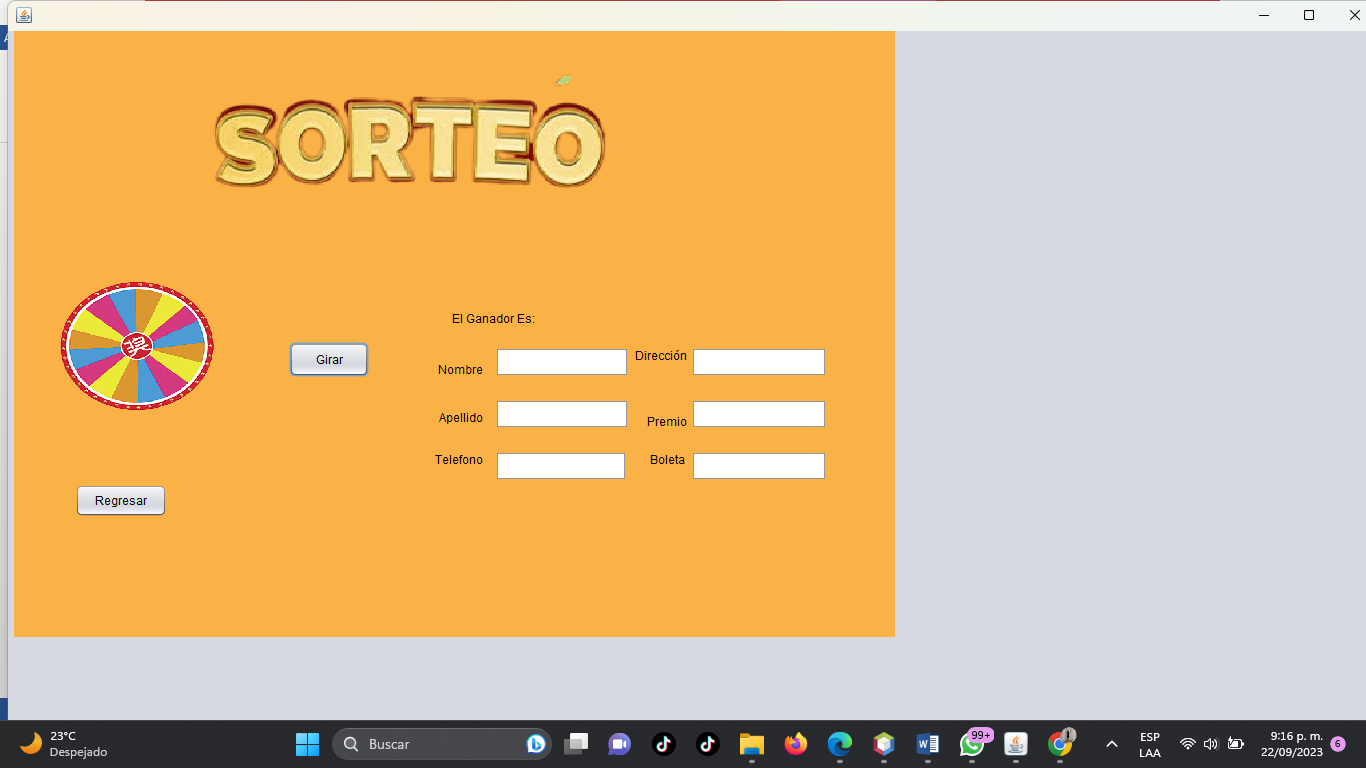 SORTEO
El Ganador Es:
Girar
Nombre
Dirección
Apellido
Premio
Telefono
Boleta
Regresar
23°C
Despejado
Buscar
99+
ESP
LAA
9:16 p. m.
22/09/2023
6